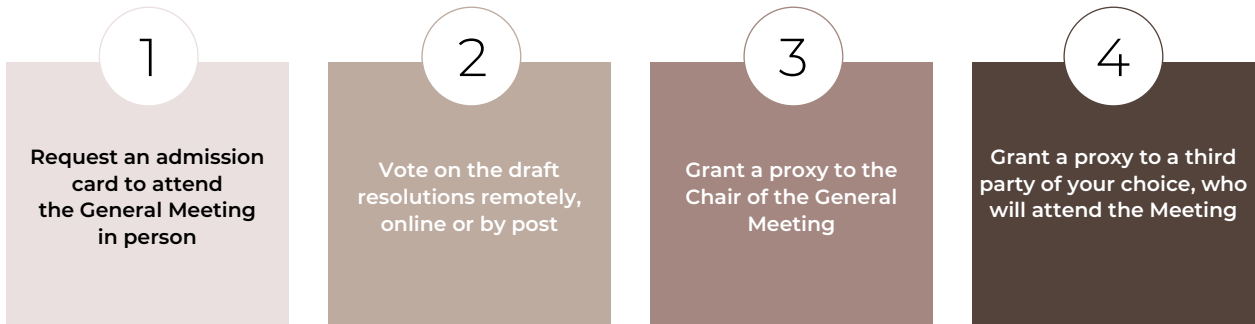 1
Request an admission
card to attend
the General Meeting
in person
2
Vote on the draft
resolutions remotely,
online or by post
3
Grant a proxy to the
Chair of the General
Meeting
4
Grant a proxy to a third
party of your choice, who
will attend the Meeting